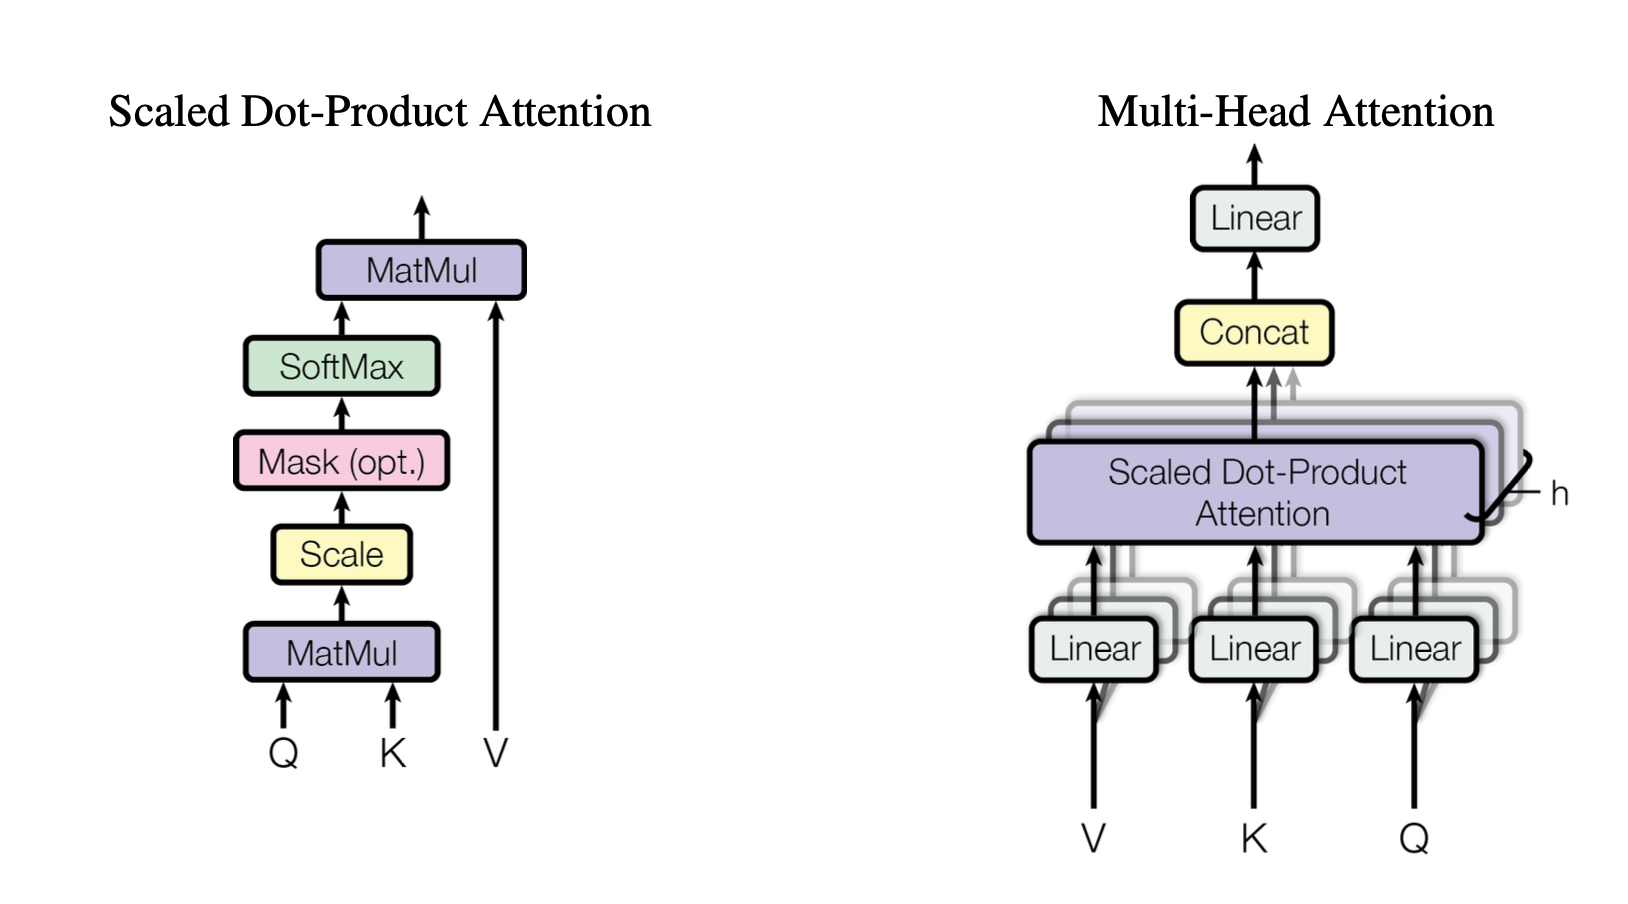 Scaled Dot-Product Attention
MatMul
SoftMax
Mask (opt.)
Scale
MatMul
Q K V
Multi-Head Attention
Linear
Concat
Scaled Dot-Product
Attention
h
Linear Linear Linear
V K Q